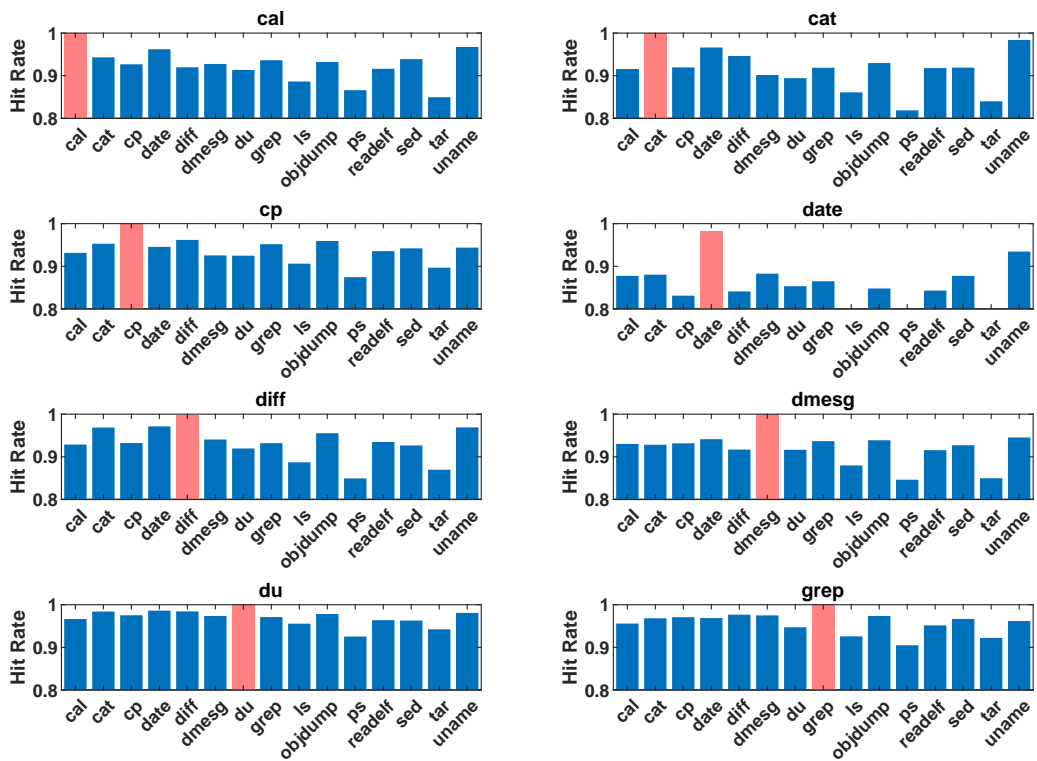 cal
Hit Rate
1
0.9
0.8
cal cat cp date diff dmesg du grep ls objdump ps readelf sed tar uname
cat
Hit Rate
1
0.9
0.8
cal cat cp date diff dmesg du grep ls objdump ps readelf sed tar uname
cp
Hit Rate
1
0.9
0.8
cal cat cp date diff dmesg du grep ls objdump ps readelf sed tar uname
date
Hit Rate
1
0.9
0.8
cal cat cp date diff dmesg du grep ls objdump ps readelf sed tar uname
diff
Hit Rate
1
0.9
0.8
cal cat cp date diff dmesg du grep ls objdump ps readelf sed tar uname
dmesg
Hit Rate
1
0.9
0.8
cal cat cp date diff dmesg du grep ls objdump ps readelf sed tar uname
du
Hit Rate
1
0.9
0.8
cal cat cp date diff dmesg du grep ls objdump ps readelf sed tar uname
grep
Hit Rate
1
0.9
0.8
cal cat cp date diff dmesg du grep ls objdump ps readelf sed tar uname